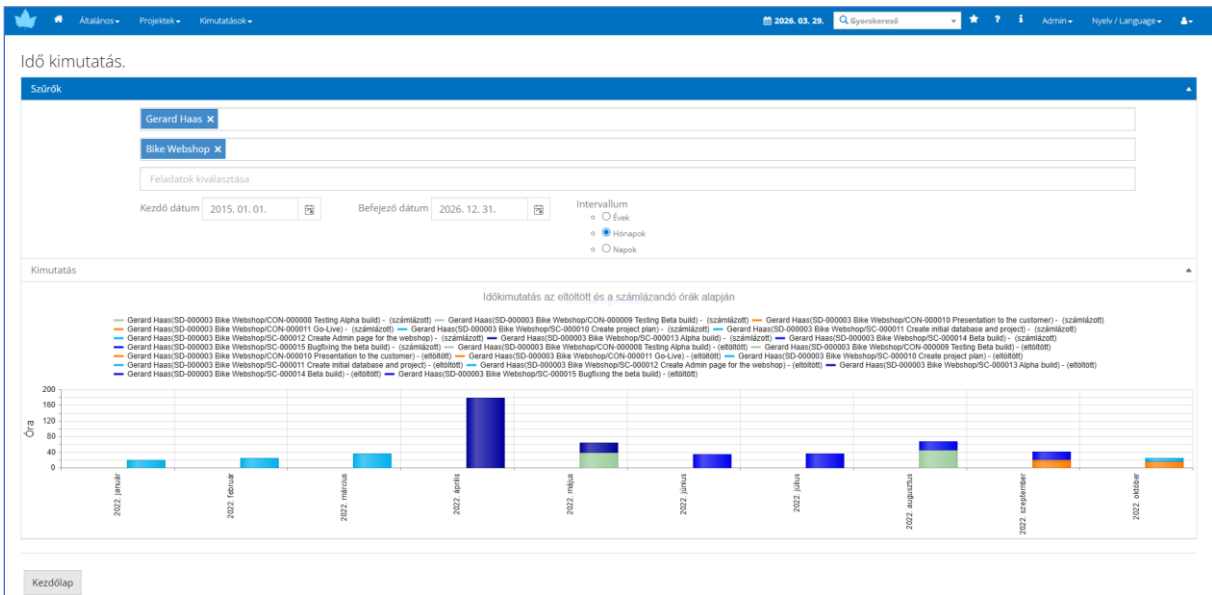 Általános Projektek Kimutatások 2026. 03. 29. Gyorskereső ? i Admin Nyelv / Language
Idő kimutatás.
Szűrők
Gerard Haas ×
Bike Webshop ×
Feladatok kiválasztása
Kezdő dátum 2015. 01. 01. Befejező dátum 2026. 12. 31. Intervallum
Évek
Hónapok
Napok
Kimutatás
Időkimutatás az eltöltött és a számlázandó órák alapján
Gerard Haas(SD-000003 Bike Webshop/CON-000008 Testing Alpha build) - (számlázott) Gerard Haas(SD-000003 Bike Webshop/CON-000009 Testing Beta build) - (számlázott) Gerard Haas(SD-000003 Bike Webshop/CON-000010 Presentation to the customer) - (számlázott)
Gerard Haas(SD-000003 Bike Webshop/CON-000011 Go-Live) - (számlázott) Gerard Haas(SD-000003 Bike Webshop/SC-000010 Create project plan) - (számlázott) Gerard Haas(SD-000003 Bike Webshop/SC-000011 Create initial database and project) - (számlázott)
Gerard Haas(SD-000003 Bike Webshop/SC-000012 Create Admin page for the webshop) - (számlázott) Gerard Haas(SD-000003 Bike Webshop/SC-000013 Alpha build) - (számlázott) Gerard Haas(SD-000003 Bike Webshop/SC-000014 Beta build) - (számlázott)
Gerard Haas(SD-000003 Bike Webshop/SC-000015 Bugfixing the beta build) - (számlázott) Gerard Haas(SD-000003 Bike Webshop/CON-000008 Testing Alpha build) - (eltöltött) Gerard Haas(SD-000003 Bike Webshop/CON-000009 Testing Beta build) - (eltöltött)
Gerard Haas(SD-000003 Bike Webshop/CON-000010 Presentation to the customer) - (eltöltött) Gerard Haas(SD-000003 Bike Webshop/CON-000011 Go-Live) - (eltöltött) Gerard Haas(SD-000003 Bike Webshop/SC-000010 Create project plan) - (eltöltött)
Gerard Haas(SD-000003 Bike Webshop/SC-000011 Create initial database and project) - (eltöltött) Gerard Haas(SD-000003 Bike Webshop/SC-000012 Create Admin page for the webshop) - (eltöltött) Gerard Haas(SD-000003 Bike Webshop/SC-000013 Alpha build) - (eltöltött)
Gerard Haas(SD-000003 Bike Webshop/SC-000014 Beta build) - (eltöltött) Gerard Haas(SD-000003 Bike Webshop/SC-000015 Bugfixing the beta build) - (eltöltött)
Óra
200
160
120
80
40
0
2022. január
2022. február
2022. március
2022. április
2022. május
2022. június
2022. július
2022. augusztus
2022. szeptember
2022. október
Kezdőlap